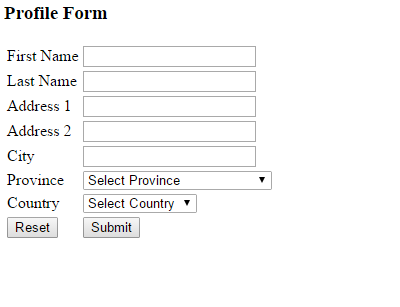 Profile Form
First Name
Last Name
Address 1
Address 2
City
Province Select Province
Country Select Country
Reset Submit